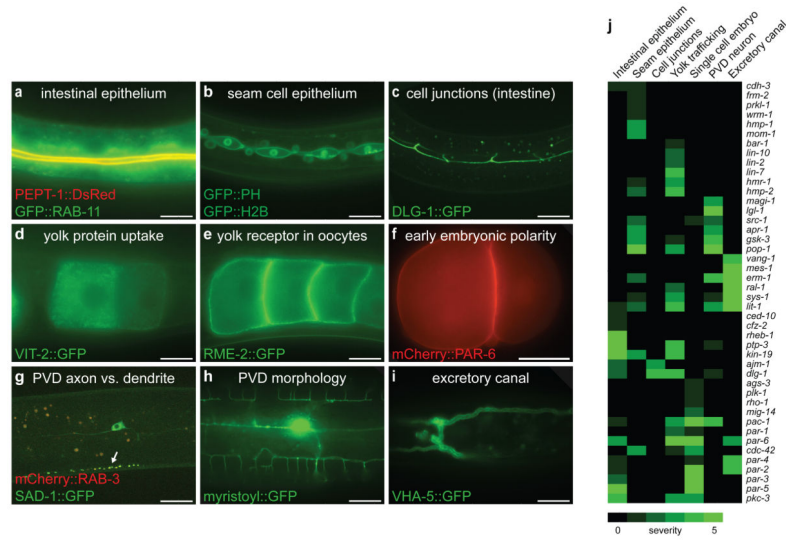 a intestinal epithelium
PEPT-1::DsRed
GFP::RAB-11
b seam cell epithelium
GFP::PH
GFP::H2B
c cell junctions (intestine)
DLG-1::GFP
d yolk protein uptake
VIT-2::GFP
e yolk receptor in oocytes
RME-2::GFP
f early embryonic polarity
mCherry::PAR-6
g PVD axon vs. dendrite
mCherry::RAB-3
SAD-1::GFP
h PVD morphology
myristoyl::GFP
i excretory canal
VHA-5::GFP
j
Intestinal epithelium
Seam epithelium
Cell junctions
Yolk trafficking
Single cell embryo
PVD neuron
Excretory canal
cdh-3
frm-2
prkl-1
wrm-1
hmp-1
mom-1
bar-1
lin-10
lin-2
lin-7
hmr-1
hmp-2
magi-1
lgl-1
src-1
apr-1
gsk-3
pop-1
vang-1
mes-1
erm-1
ral-1
sys-1
lit-1
ced-10
cfz-2
rheb-1
ptp-3
kin-19
ajm-1
dlg-1
ags-3
plk-1
rho-1
mig-14
pac-1
par-1
par-6
cdc-42
par-4
par-2
par-3
par-5
pkc-3
0 severity 5